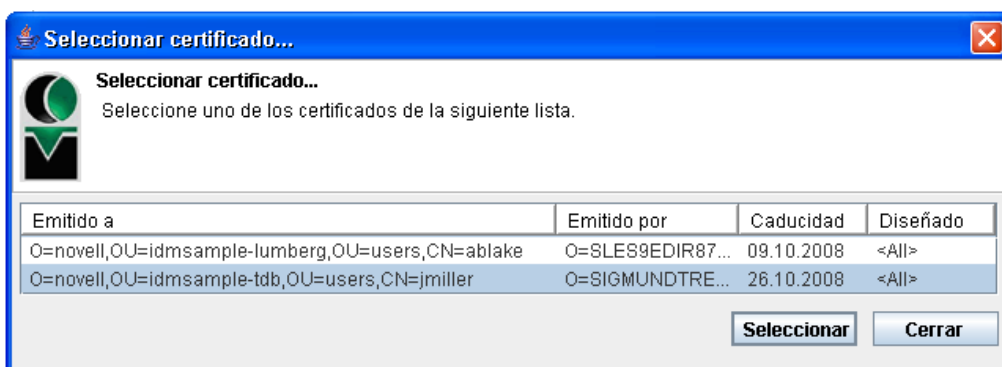 Seleccionar certificado...
Seleccionar certificado...
Seleccione uno de los certificados de la siguiente lista.
Emitido a Emitido por Caducidad Diseñado
O=novell,OU=idmsample-lumberg,OU=users,CN=ablake O=SLES9EDIR87... 09.10.2008 <All>
O=novell,OU=idmsample-tdb,OU=users,CN=jmiller O=SIGMUNDTRE... 26.10.2008 <All>
Seleccionar Cerrar